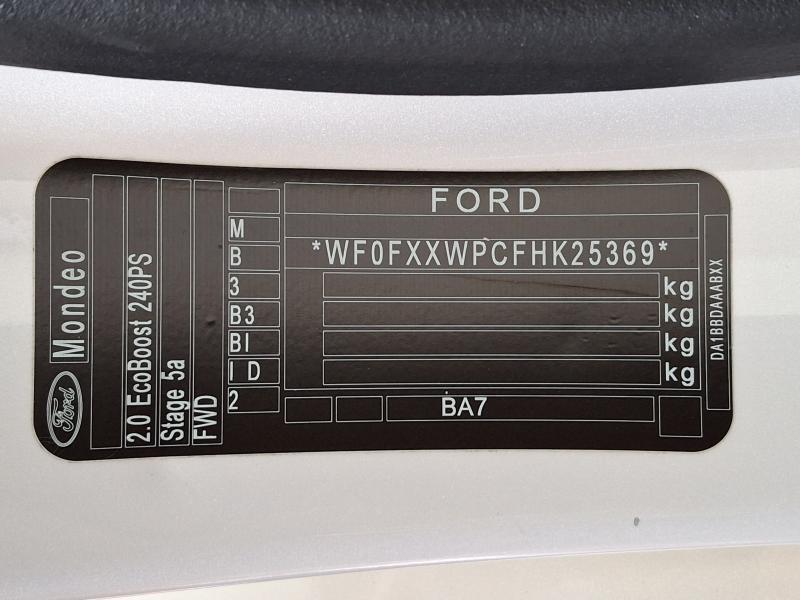 FORD
*WF0FXXWPCFHK25369*
kg
kg
kg
kg
BA7
M
B
3
B3
BI
I D
2
Mondeo
2.0 EcoBoost 240PS
Stage 5a
FWD
Ford
DA1BBDAAABXX